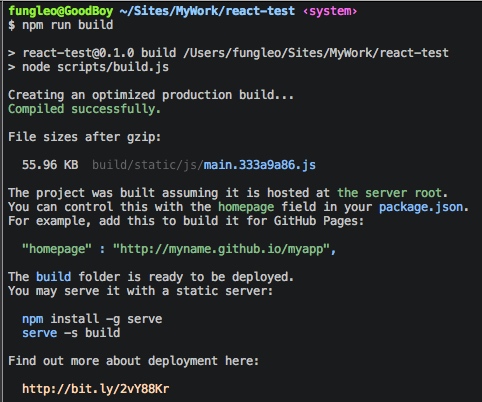 fungleo@GoodBoy ~/Sites/MyWork/react-test ‹system›
$ npm run build
> react-test@0.1.0 build /Users/fungleo/Sites/MyWork/react-test
> node scripts/build.js
Creating an optimized production build...
Compiled successfully.
File sizes after gzip:
55.96 KB  build/static/js/main.333a9a86.js
The project was built assuming it is hosted at the server root.
You can control this with the homepage field in your package.json.
For example, add this to build it for GitHub Pages:
"homepage" : "http://myname.github.io/myapp",
The build folder is ready to be deployed.
You may serve it with a static server:
npm install -g serve
serve -s build
Find out more about deployment here:
http://bit.ly/2vY88Kr